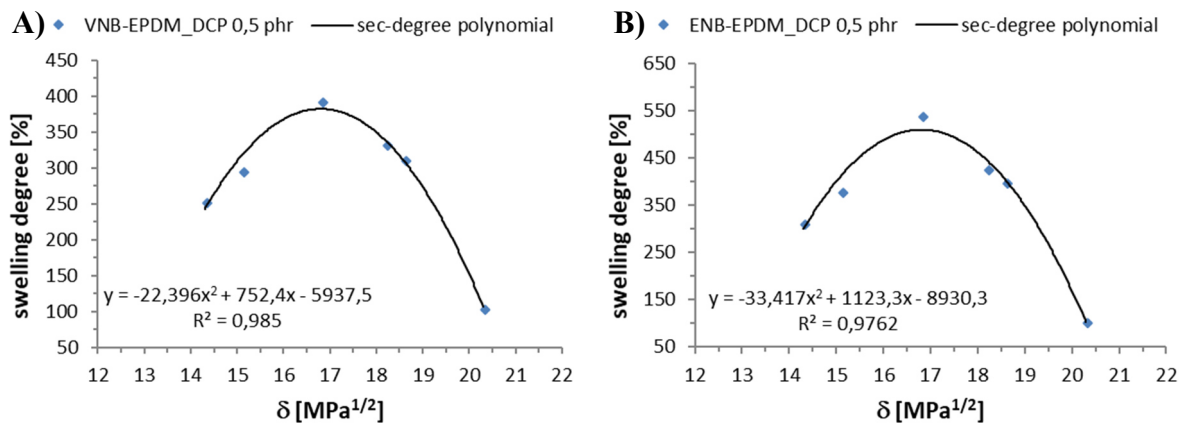 A) VNB-EPDM_DCP 0,5 phr sec-degree polynomial
450
400
350
300
250
200
150
100
50
swelling degree [%]
y = -22,396x² + 752,4x - 5937,5
R² = 0,985
12 13 14 15 16 17 18 19 20 21 22
δ [MPa^1/2]
B) ENB-EPDM_DCP 0,5 phr sec-degree polynomial
650
550
450
350
250
150
50
swelling degree [%]
y = -33,417x² + 1123,3x - 8930,3
R² = 0,9762
12 13 14 15 16 17 18 19 20 21 22
δ [MPa^1/2]